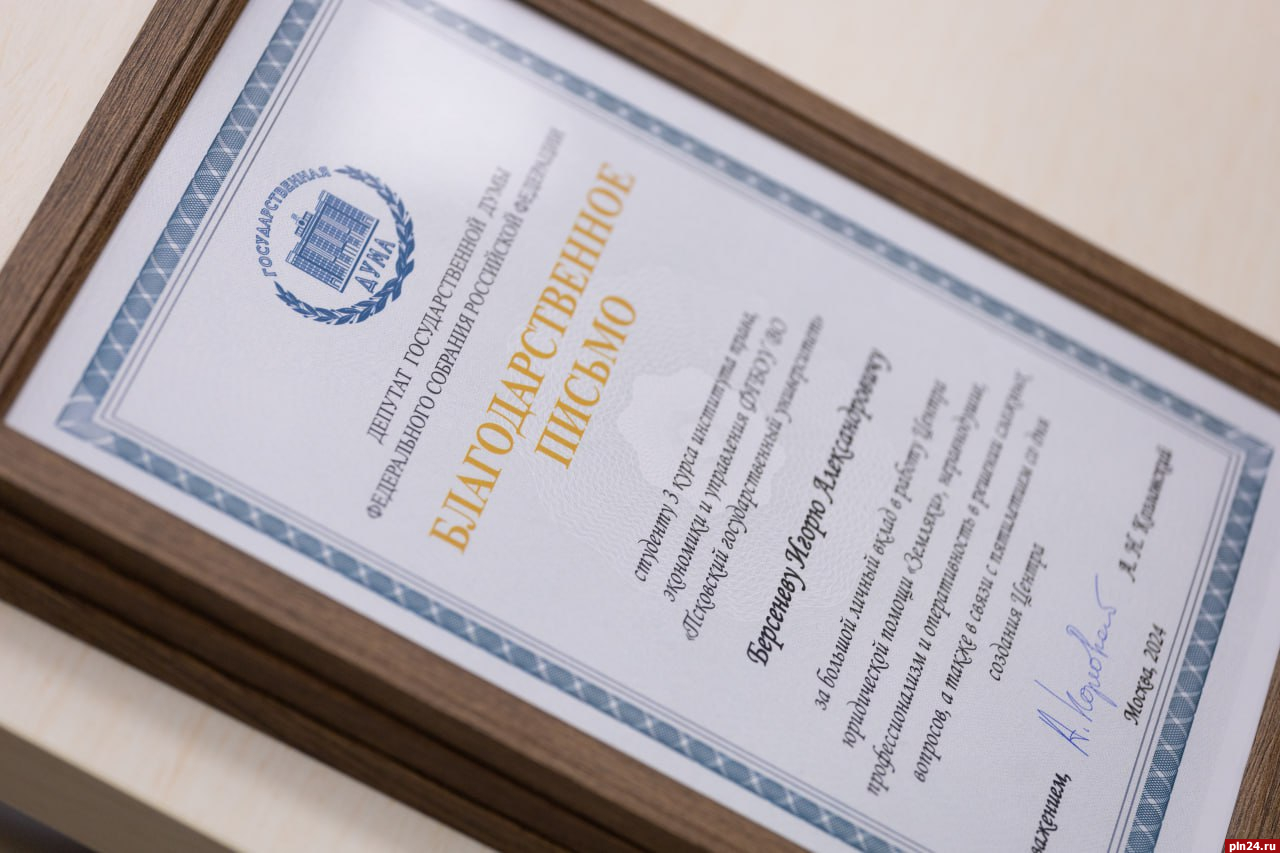 ГОСУДАРСТВЕННАЯ
ДУМА
ДЕПУТАТ ГОСУДАРСТВЕННОЙ ДУМЫ
ФЕДЕРАЛЬНОГО СОБРАНИЯ РОССИЙСКОЙ ФЕДЕРАЦИИ
БЛАГОДАРСТВЕННОЕ
ПИСЬМО
студенту 3 курса института права,
экономики и управления ФГБОУ ВО
«Псковский государственный университет»
Берсеневу Игорю Александровичу
за большой личный вклад в работу Центра
юридической помощи «Земляки», неравнодушие,
профессионализм и оперативность в решении сложных
вопросов, а также в связи с пятилетием со дня
создания Центра
важением,
А. Н.
Москва, 2024
pln24.ru